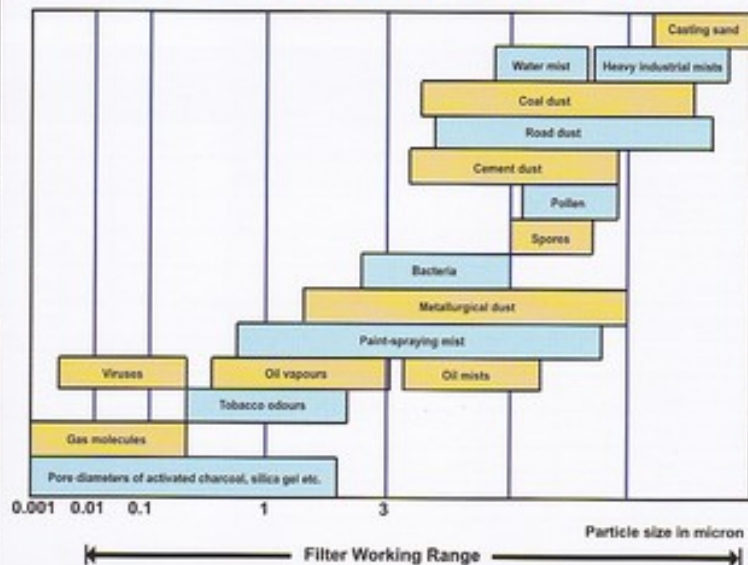 Casting sand
Water mist
Heavy industrial mists
Coal dust
Road dust
Cement dust
Pollen
Spores
Bacteria
Metallurgical dust
Paint-spraying mist
Viruses
Oil vapours
Oil mists
Tobacco odours
Gas molecules
Pore diameters of activated charcoal, silica gel etc.
0.001 0.01 0.1 1 3
Particle size in micron
Filter Working Range